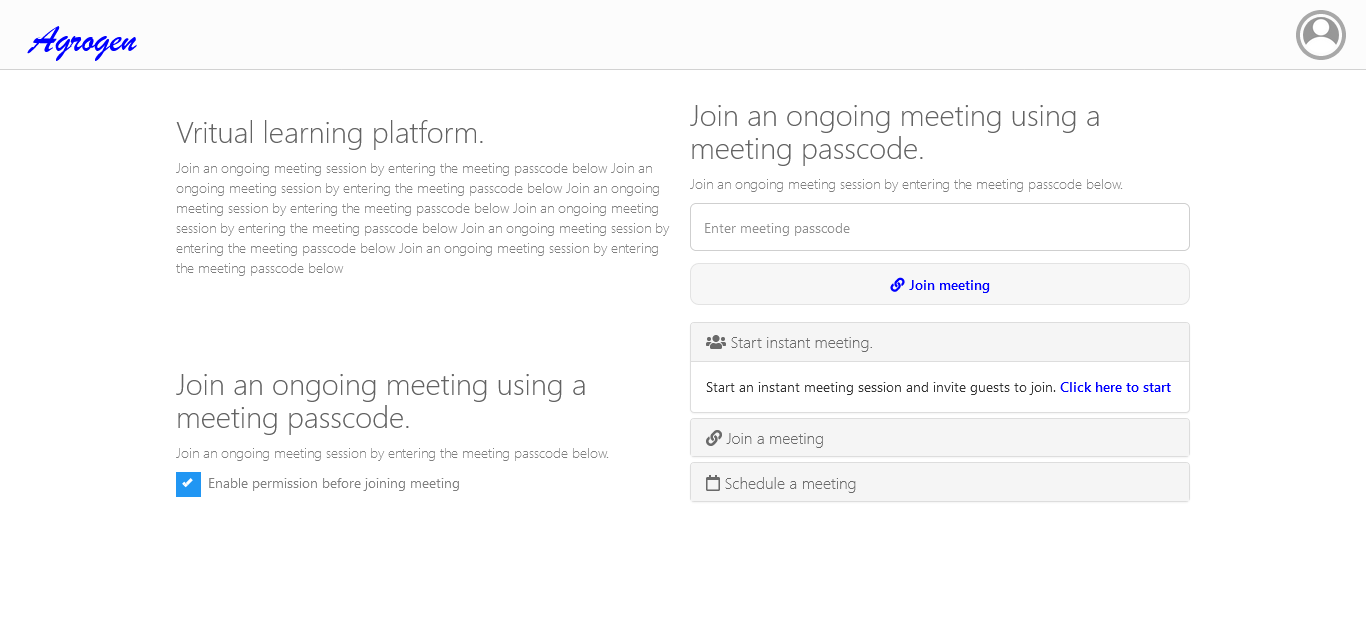 Agrogen
Vritual learning platform.
Join an ongoing meeting session by entering the meeting passcode below Join an
ongoing meeting session by entering the meeting passcode below Join an ongoing
meeting session by entering the meeting passcode below Join an ongoing meeting
session by entering the meeting passcode below Join an ongoing meeting session by
entering the meeting passcode below Join an ongoing meeting session by entering
the meeting passcode below
Join an ongoing meeting using a
meeting passcode.
Join an ongoing meeting session by entering the meeting passcode below.
Enable permission before joining meeting
Join an ongoing meeting using a
meeting passcode.
Join an ongoing meeting session by entering the meeting passcode below.
Enter meeting passcode
Join meeting
Start instant meeting.
Start an instant meeting session and invite guests to join. Click here to start
Join a meeting
Schedule a meeting